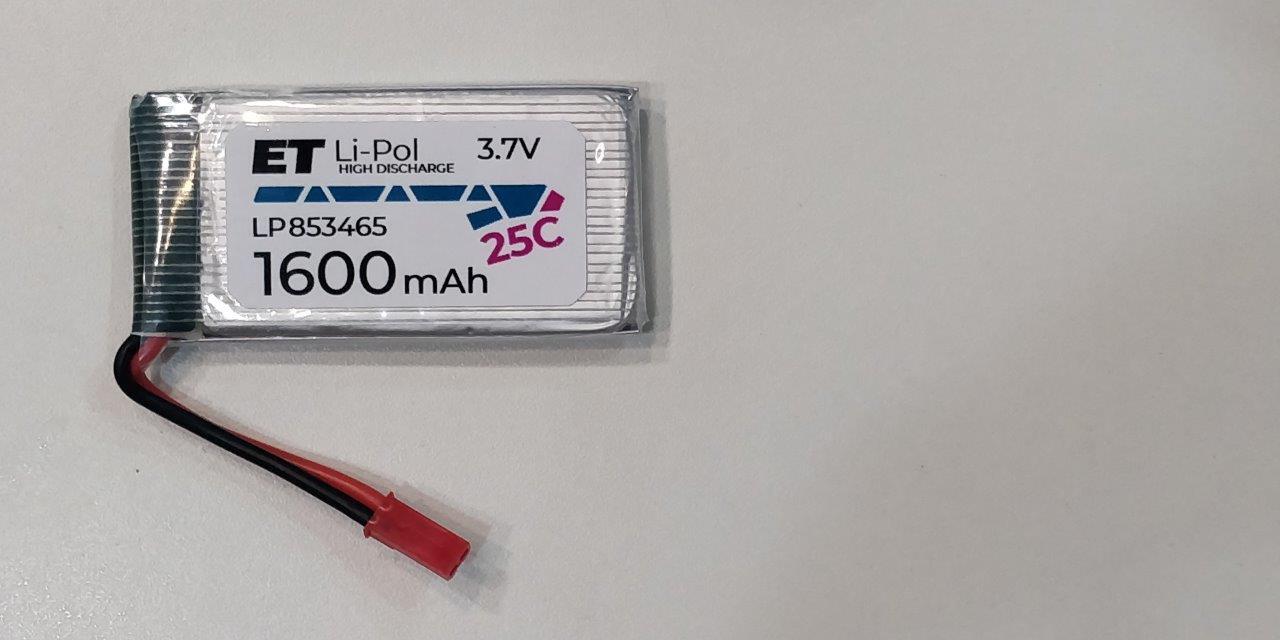 ET Li-Pol 3.7V
HIGH DISCHARGE
LP853465
25C
1600mAh